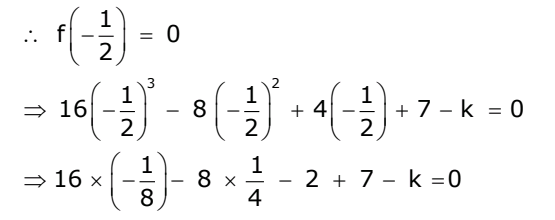 ∴ f(−1/2) = 0
⇒ 16(−1/2)³ − 8(−1/2)² + 4(−1/2) + 7 − k = 0
⇒ 16 × (−1/8) − 8 × 1/4 − 2 + 7 − k = 0